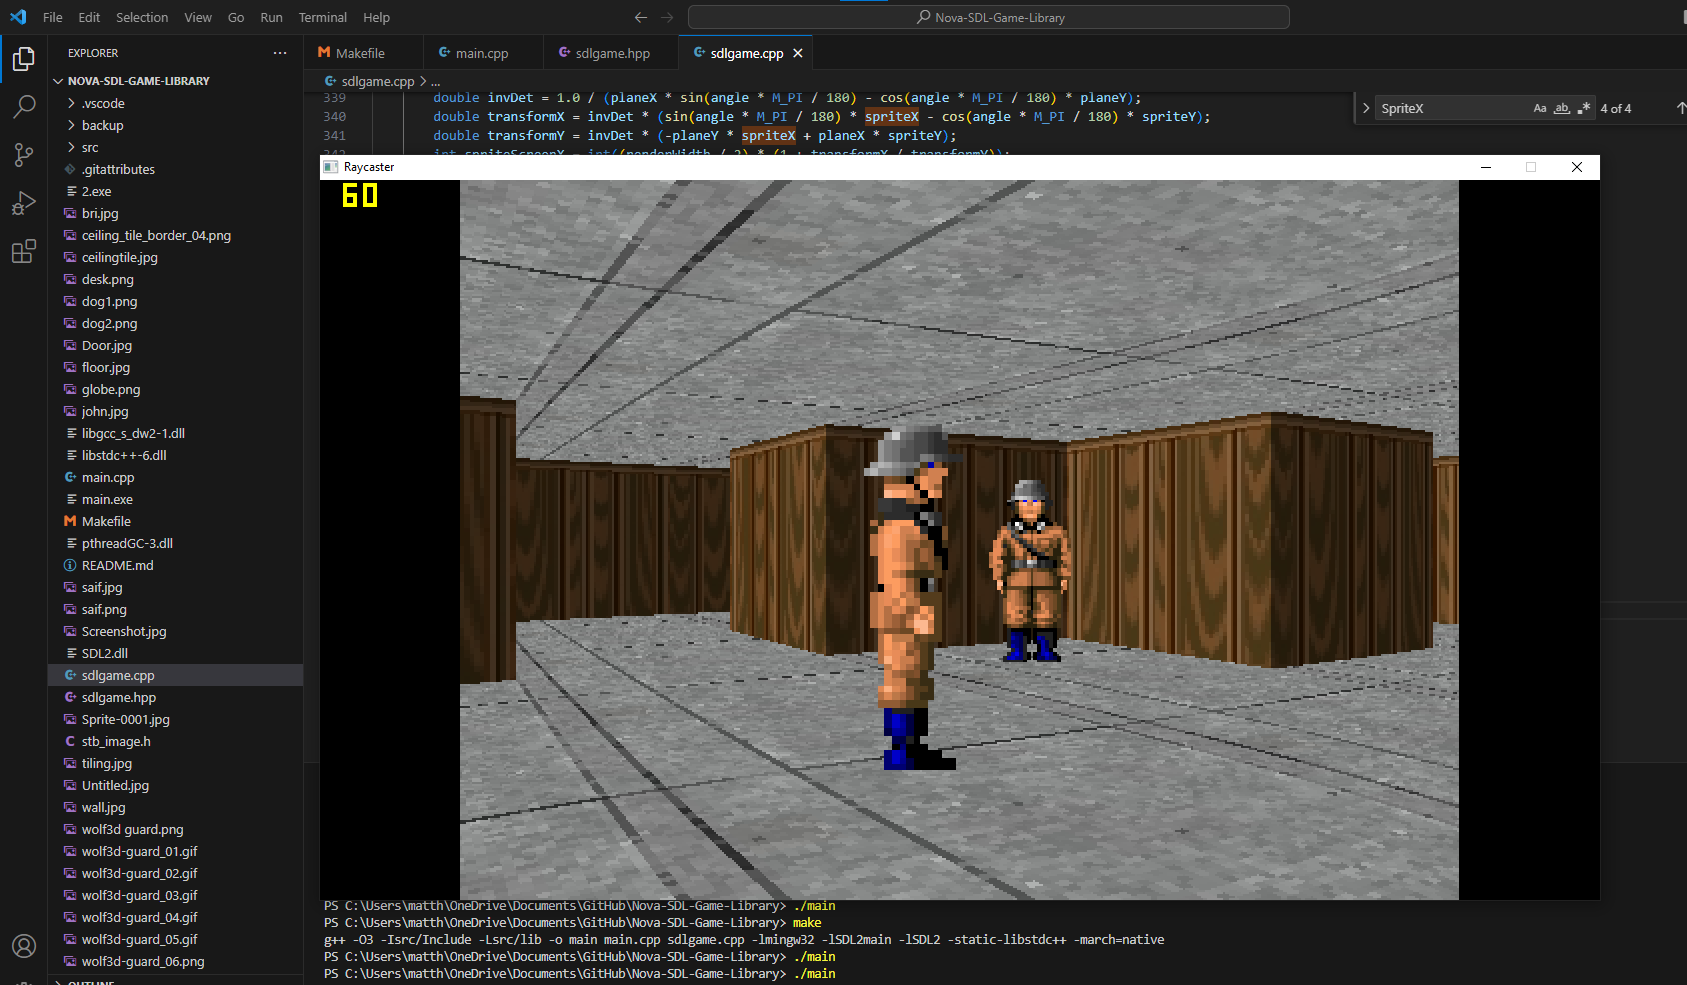 File Edit Selection View Go Run Terminal Help
Nova-SDL-Game-Library
EXPLORER
Makefile main.cpp sdlgame.hpp sdlgame.cpp
NOVA-SDL-GAME-LIBRARY
sdlgame.cpp > ...
SpriteX Aa ab 4 of 4
339 double invDet = 1.0 / (planeX * sin(angle * M_PI / 180) - cos(angle * M_PI / 180) * planeY);
340 double transformX = invDet * (sin(angle * M_PI / 180) * spriteX - cos(angle * M_PI / 180) * spriteY);
341 double transformY = invDet * (-planeY * spriteX + planeX * spriteY);
342 int spriteScreenX = int((renderWidth / 2) * (1 + transformX / transformY));
.vscode
backup
src
.gitattributes
2.exe
bri.jpg
ceiling_tile_border_04.png
ceilingtile.jpg
desk.png
dog1.png
dog2.png
Door.jpg
floor.jpg
globe.png
john.jpg
libgcc_s_dw2-1.dll
libstdc++-6.dll
main.cpp
main.exe
Makefile
pthreadGC-3.dll
README.md
saif.jpg
saif.png
Screenshot.jpg
SDL2.dll
sdlgame.cpp
sdlgame.hpp
Sprite-0001.jpg
stb_image.h
tiling.jpg
Untitled.jpg
wall.jpg
wolf3d guard.png
wolf3d-guard_01.gif
wolf3d-guard_02.gif
wolf3d-guard_03.gif
wolf3d-guard_04.gif
wolf3d-guard_05.gif
wolf3d-guard_06.png
OUTLINE
Raycaster
60
PS C:\Users\matth\OneDrive\Documents\GitHub\Nova-SDL-Game-Library> ./main
PS C:\Users\matth\OneDrive\Documents\GitHub\Nova-SDL-Game-Library> make
g++ -O3 -Isrc/Include -Lsrc/lib -o main main.cpp sdlgame.cpp -lmingw32 -lSDL2main -lSDL2 -static-libstdc++ -march=native
PS C:\Users\matth\OneDrive\Documents\GitHub\Nova-SDL-Game-Library> ./main
PS C:\Users\matth\OneDrive\Documents\GitHub\Nova-SDL-Game-Library> ./main